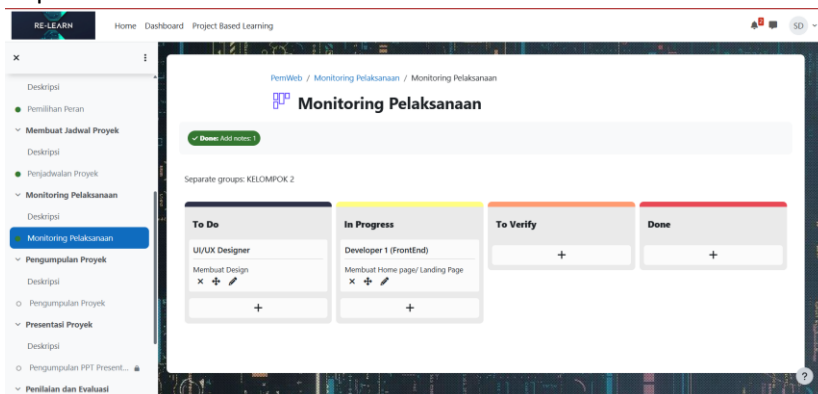 RE-LEARN
Home Dashboard Project Based Learning
2
SD
Deskripsi
Pemilihan Peran
Membuat Jadwal Proyek
Deskripsi
Penjadwalan Proyek
Monitoring Pelaksanaan
Deskripsi
Monitoring Pelaksanaan
Pengumpulan Proyek
Deskripsi
Pengumpulan Proyek
Presentasi Proyek
Deskripsi
Pengumpulan PPT Present...
Penilaian dan Evaluasi
PemWeb / Monitoring Pelaksanaan / Monitoring Pelaksanaan
Monitoring Pelaksanaan
Done: Add notes: 1
Separate groups: KELOMPOK 2
To Do
UI/UX Designer
Membuat Design
In Progress
Developer 1 (FrontEnd)
Membuat Home page/ Landing Page
To Verify
Done
?